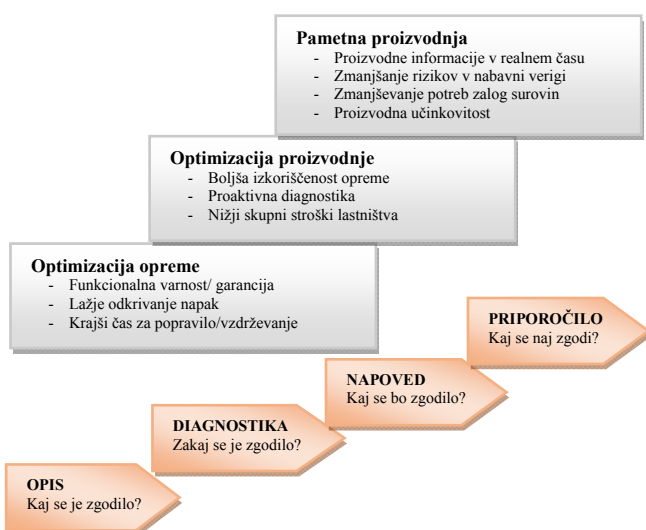 Pametna proizvodnja
- Proizvodne informacije v realnem času
- Zmanjšanje rizikov v nabavni verigi
- Zmanjševanje potreb zalog surovin
- Proizvodna učinkovitost
Optimizacija proizvodnje
- Boljša izkoriščenost opreme
- Proaktivna diagnostika
- Nižji skupni stroški lastništva
Optimizacija opreme
- Funkcionalna varnost/ garancija
- Lažje odkrivanje napak
- Krajši čas za popravilo/vzdrževanje
PRIPOROČILO
Kaj se naj zgodi?
NAPOVED
Kaj se bo zgodilo?
DIAGNOSTIKA
Zakaj se je zgodilo?
OPIS
Kaj se je zgodilo?